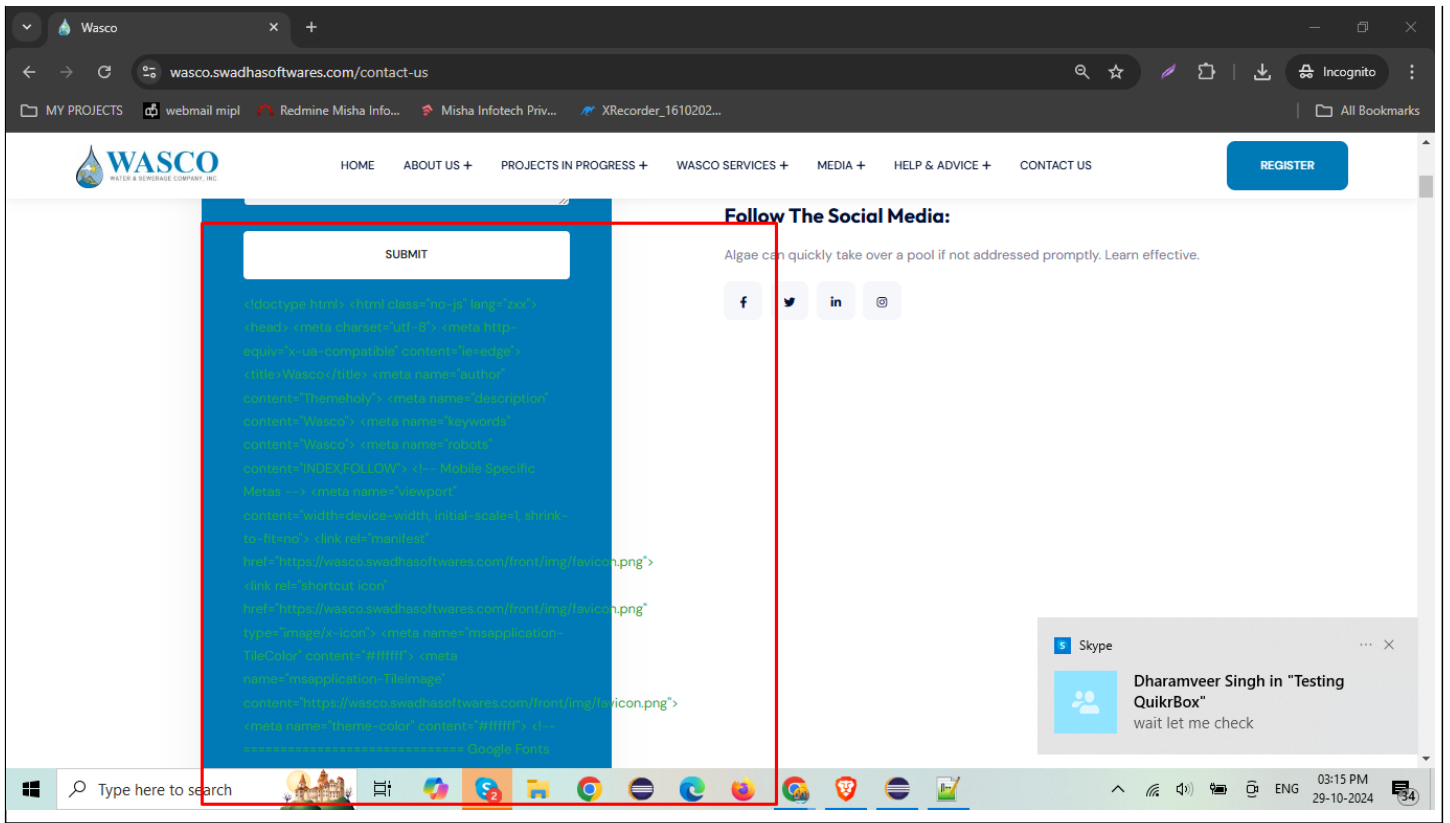 Wasco
wasco.swadhasoftwares.com/contact-us
Incognito
MY PROJECTS
webmail mipl
Redmine Misha Info...
Misha Infotech Priv...
XRecorder_1610202...
All Bookmarks
WASCO
WATER & SEWERAGE COMPANY, INC.
HOME
ABOUT US +
PROJECTS IN PROGRESS +
WASCO SERVICES +
MEDIA +
HELP & ADVICE +
CONTACT US
REGISTER
SUBMIT
<!doctype html> <html class="no-js" lang="zxx">
<head> <meta charset="utf-8"> <meta http-
equiv="x-ua-compatible" content="ie=edge">
<title>Wasco</title> <meta name="author"
content="Themeholy"> <meta name="description"
content="Wasco"> <meta name="keywords"
content="Wasco"> <meta name="robots"
content="INDEX,FOLLOW"> <!-- Mobile Specific
Metas --> <meta name="viewport"
content="width=device-width, initial-scale=1, shrink-
to-fit=no"> <link rel="manifest"
href="https://wasco.swadhasoftwares.com/front/img/favicon.png">
<link rel="shortcut icon"
href="https://wasco.swadhasoftwares.com/front/img/favicon.png"
type="image/x-icon"> <meta name="msapplication-
TileColor" content="#ffffff"> <meta
name="msapplication-TileImage"
content="https://wasco.swadhasoftwares.com/front/img/favicon.png">
<meta name="theme-color" content="#ffffff"> <!--
============================== Google Fonts
Follow The Social Media:
Algae can quickly take over a pool if not addressed promptly. Learn effective.
Skype
Dharamveer Singh in "Testing
QuikrBox"
wait let me check
Type here to search
2
ENG
03:15 PM
29-10-2024
34